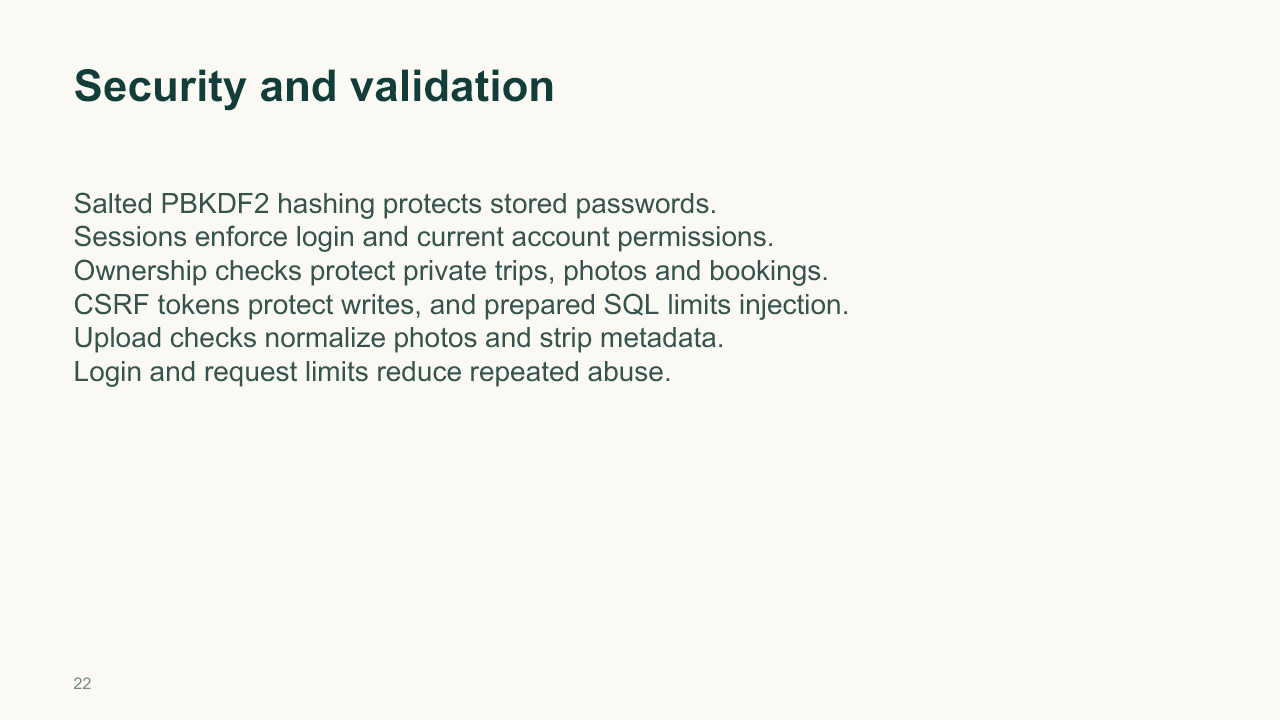 Security and validation
Salted PBKDF2 hashing protects stored passwords.
Sessions enforce login and current account permissions.
Ownership checks protect private trips, photos and bookings.
CSRF tokens protect writes, and prepared SQL limits injection.
Upload checks normalize photos and strip metadata.
Login and request limits reduce repeated abuse.
22